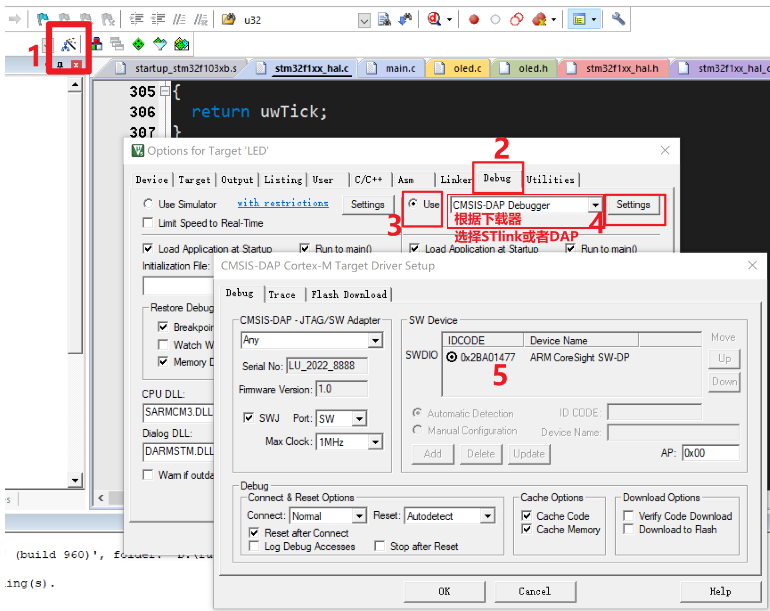 u32
1
startup_stm32f103xb.s
stm32f1xx_hal.c
main.c
oled.c
oled.h
stm32f1xx_hal.h
stm32f1xx_hal_c
305 {
306 return uwTick;
307 }
Options for Target 'LED'
2
Device Target Output Listing User C/C++ Asm Linker Debug Utilities
Use Simulator with restrictions Settings
Use CMSIS-DAP Debugger Settings
3
4
Limit Speed to Real-Time
根据下载器
选择STlink或者DAP
Load Application at Startup Run to main()
Load Application at Startup Run to main()
Initialization File:
Restore Debug
Breakpoin
Watch W
Memory D
CPU DLL:
SARMCM3.DLL
Dialog DLL:
DARMSTM.DLL
Warn if outda
CMSIS-DAP Cortex-M Target Driver Setup
Debug Trace Flash Download
CMSIS-DAP - JTAG/SW Adapter
Any
Serial No: LU_2022_8888
Firmware Version: 1.0
SWJ Port: SW
Max Clock: 1MHz
SW Device
IDCODE Device Name
SWDIO 0x2BA01477 ARM CoreSight SW-DP
5
Move
Up
Down
Automatic Detection ID CODE:
Manual Configuration Device Name:
Add Delete Update AP: 0x00
Debug
Connect & Reset Options
Connect: Normal Reset: Autodetect
Reset after Connect
Log Debug Accesses Stop after Reset
Cache Options
Cache Code
Cache Memory
Download Options
Verify Code Download
Download to Flash
OK Cancel Help
(build 960)', folder:
ing(s).